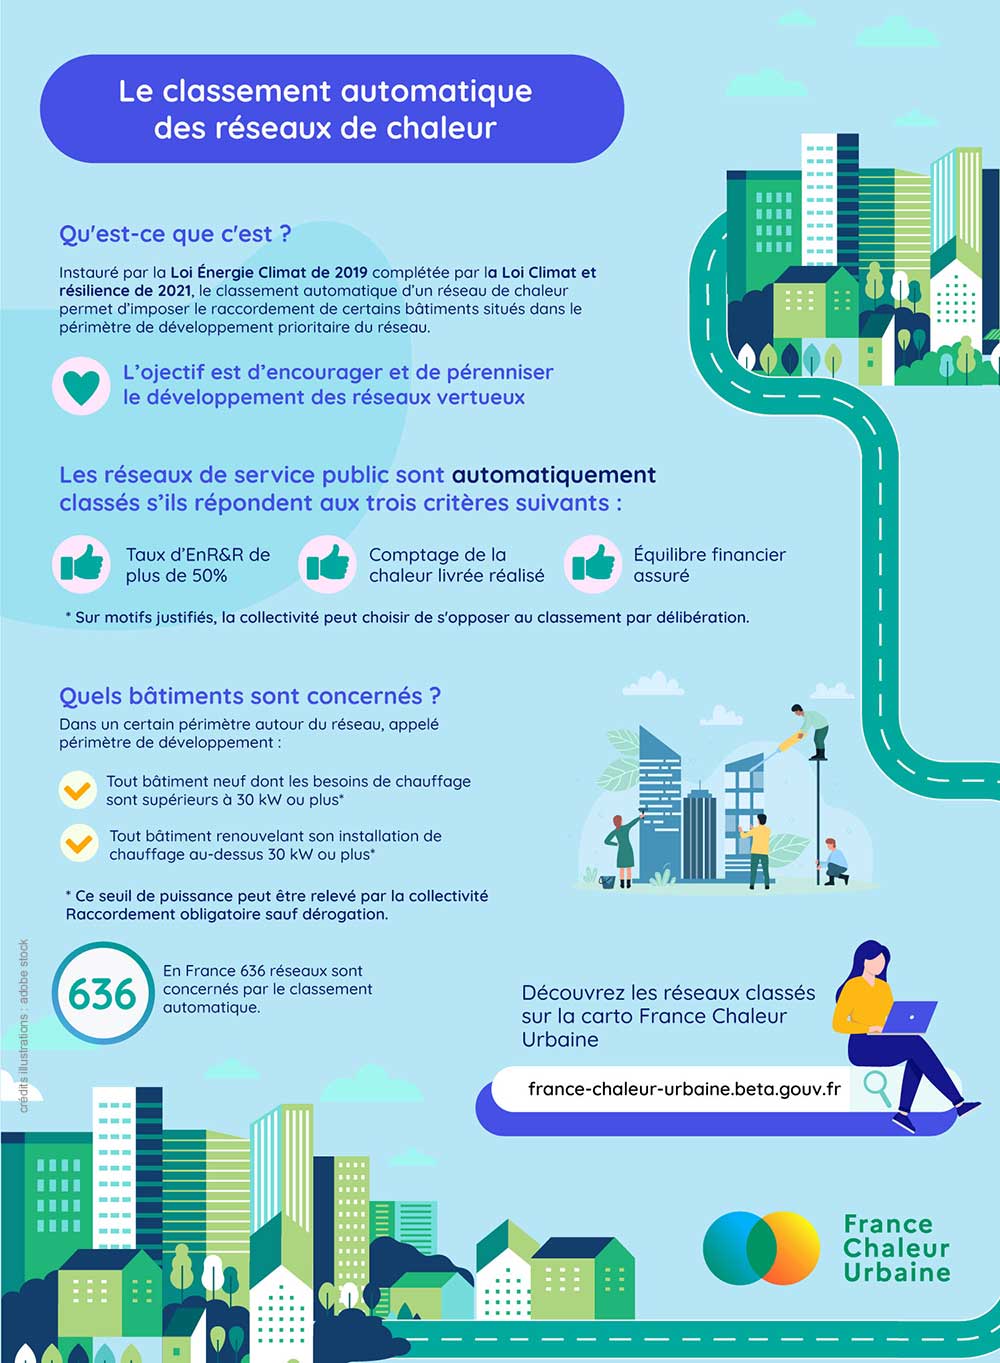 Le classement automatique
des réseaux de chaleur
Qu'est-ce que c'est ?
Instauré par la Loi Énergie Climat de 2019 complétée par la Loi Climat et
résilience de 2021, le classement automatique d'un réseau de chaleur
permet d'imposer le raccordement de certains bâtiments situés dans le
périmètre de développement prioritaire du réseau.
L'ojectif est d'encourager et de pérenniser
le développement des réseaux vertueux
Les réseaux de service public sont automatiquement
classés s'ils répondent aux trois critères suivants :
Taux d'EnR&R de
plus de 50%
Comptage de la
chaleur livrée réalisé
Équilibre financier
assuré
* Sur motifs justifiés, la collectivité peut choisir de s'opposer au classement par délibération.
Quels bâtiments sont concernés ?
Dans un certain périmètre autour du réseau, appelé
périmètre de développement :
Tout bâtiment neuf dont les besoins de chauffage
sont supérieurs à 30 kW ou plus*
Tout bâtiment renouvelant son installation de
chauffage au-dessus 30 kW ou plus*
* Ce seuil de puissance peut être relevé par la collectivité
Raccordement obligatoire sauf dérogation.
636
En France 636 réseaux sont
concernés par le classement
automatique.
Découvrez les réseaux classés
sur la carto France Chaleur
Urbaine
france-chaleur-urbaine.beta.gouv.fr
crédits illustrations : adobe stock
France
Chaleur
Urbaine